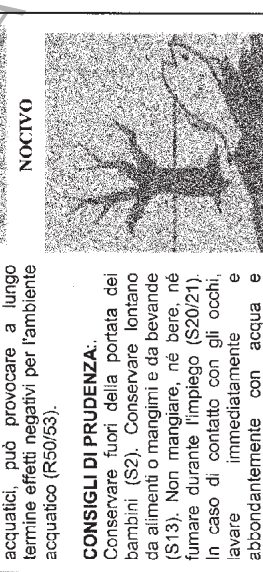 acquatici, può provocare a lungo
termine effetti negativi per l'ambiente
acquatico (R50/53).
CONSIGLI DI PRUDENZA:.
Conservare fuori della portata dei
bambini (S2). Conservare lontano
da alimenti o mangimi e da bevande
(S13). Non mangiare, né bere, né
fumare durante l'impiego (S20/21).
In caso di contatto con gli occhi,
lavare immediatamente e
abbondantemente con acqua e
NOCIVO